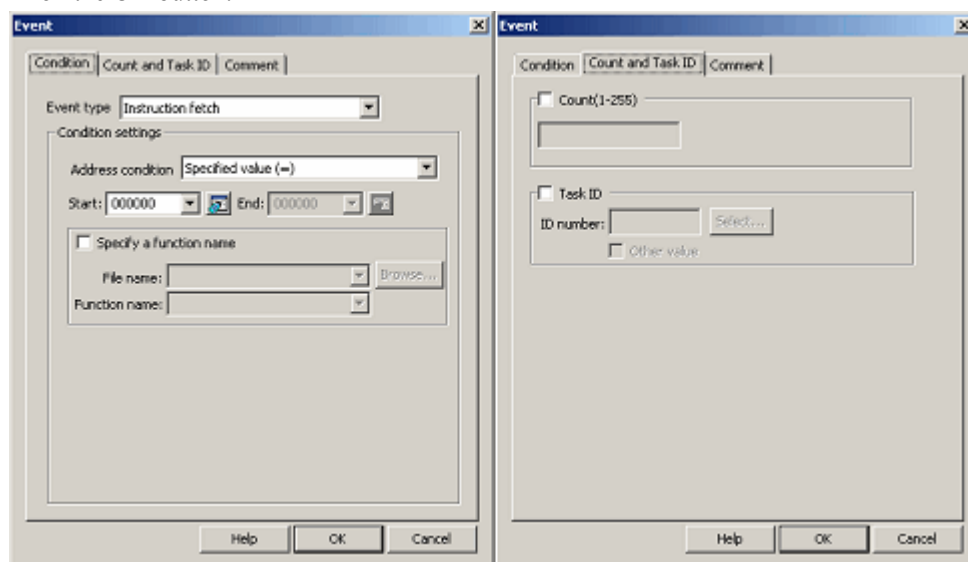 Event
Condition Count and Task ID Comment
Event type Instruction fetch
Condition settings
Address condition Specified value (=)
Start: 000000 End: 000000
Specify a function name
File name: Browse...
Function name:
Help OK Cancel
Event
Condition Count and Task ID Comment
Count(1-255)
Task ID
ID number: Select...
Other value
Help OK Cancel